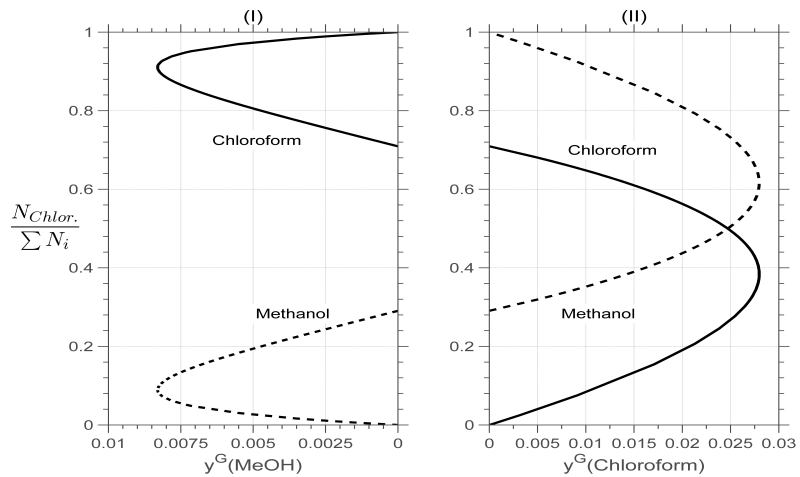 (I)
(II)
1
0.8
0.6
0.4
0.2
0
1
0.8
0.6
0.4
0.2
0
N_{Chlor.}
∑ N_i
Chloroform
Methanol
Chloroform
Methanol
0.01 0.0075 0.005 0.0025 0
0 0.005 0.01 0.015 0.02 0.025 0.03
y^G(MeOH)
y^G(Chloroform)